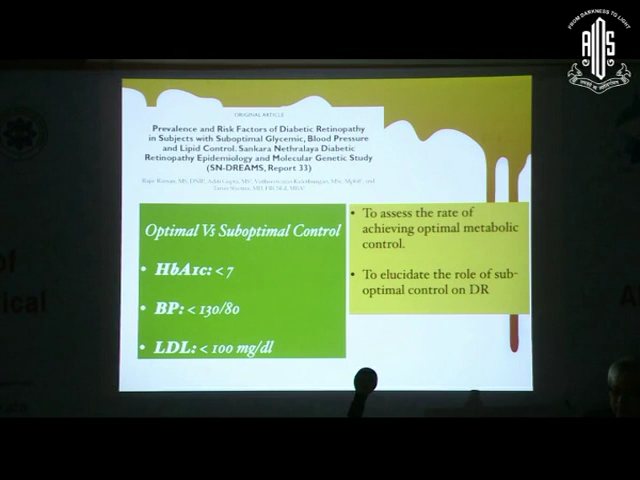 FROM DARKNESS TO LIGHT
AIOS
ORIGINAL ARTICLE
Prevalence and Risk Factors of Diabetic Retinopathy
in Subjects with Suboptimal Glycemic, Blood Pressure
and Lipid Control. Sankara Nethralaya Diabetic
Retinopathy Epidemiology and Molecular Genetic Study
(SN-DREAMS, Report 33)
Optimal Vs Suboptimal Control
• HbA1c: < 7
• BP: < 130/80
• LDL: < 100 mg/dl
• To assess the rate of
achieving optimal metabolic
control.
• To elucidate the role of sub-
optimal control on DR
of
ical
A